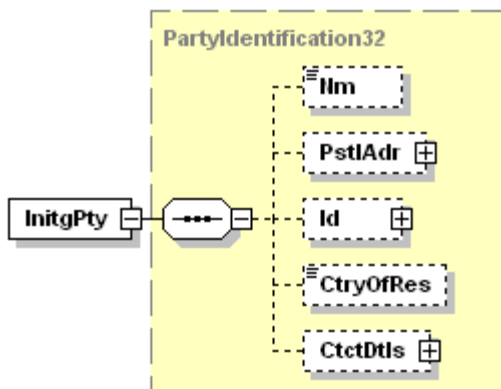 PartyIdentification32
Nm
PstlAdr
InitgPty
Id
CtryOfRes
CtctDtls